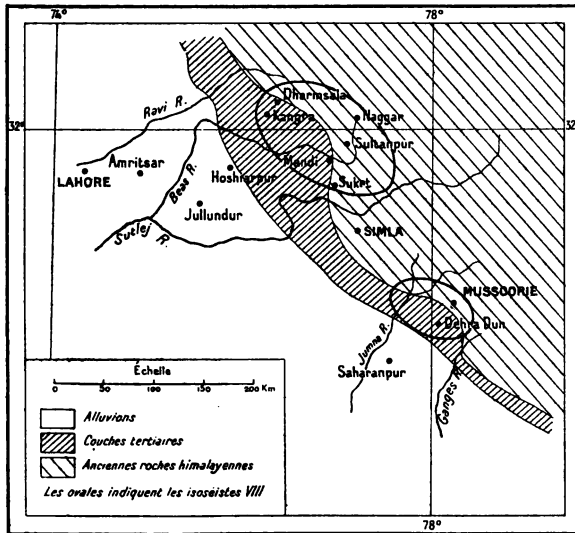 74°
78°
Dharmsala
Ravi R.
Kangra
Naggar
32°
32
Sultanpur
Amritsar
Mandi
LAHORE
Beas R.
Hoshiarpur
Suket
Jullundur
Sutlej R.
SIMLA
MUSSOORIE
Dehra Dun
Jumna R.
Saharanpur
Ganges R.
Échelle
0 50 100 150 200 Km
Alluvions
Couches tertiaires
Anciennes roches himalayennes
Les ovales indiquent les isoséistes VIII
78°